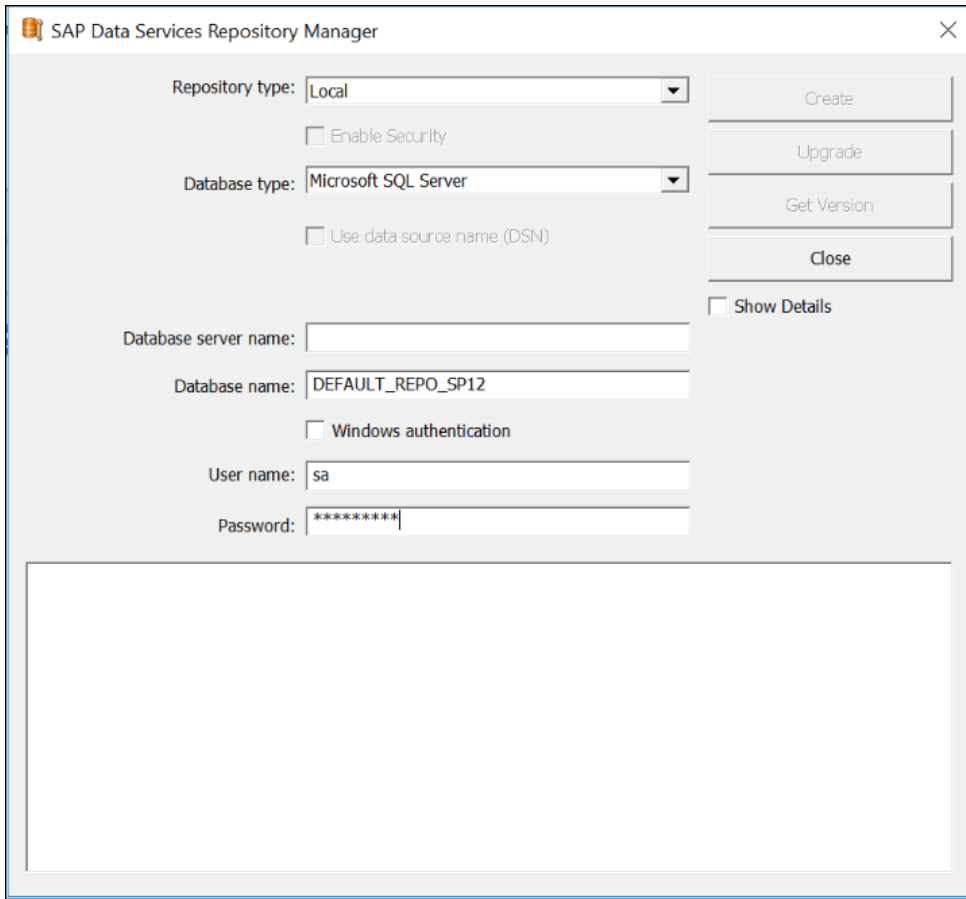 SAP Data Services Repository Manager
Repository type: Local
Create
Enable Security
Upgrade
Database type: Microsoft SQL Server
Get Version
Use data source name (DSN)
Close
Show Details
Database server name:
Database name: DEFAULT_REPO_SP12
Windows authentication
User name: sa
Password: *********